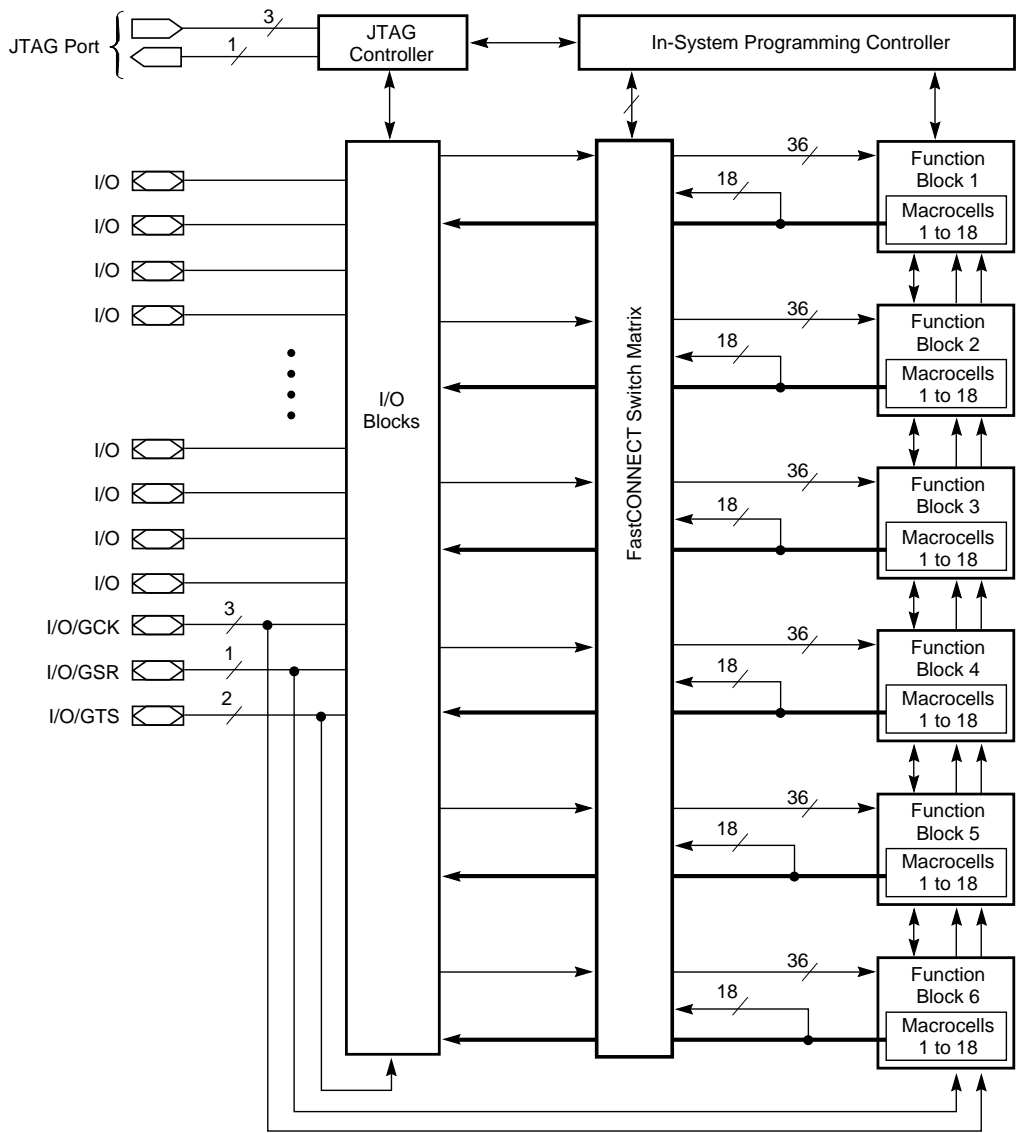 JTAG Port
3
1
JTAG
Controller
In-System Programming Controller
I/O
I/O
I/O
I/O
I/O
I/O
I/O
I/O
I/O/GCK
3
I/O/GSR
1
I/O/GTS
2
I/O
Blocks
FastCONNECT Switch Matrix
36
18
Function
Block 1
Macrocells
1 to 18
36
18
Function
Block 2
Macrocells
1 to 18
36
18
Function
Block 3
Macrocells
1 to 18
36
18
Function
Block 4
Macrocells
1 to 18
36
18
Function
Block 5
Macrocells
1 to 18
36
18
Function
Block 6
Macrocells
1 to 18